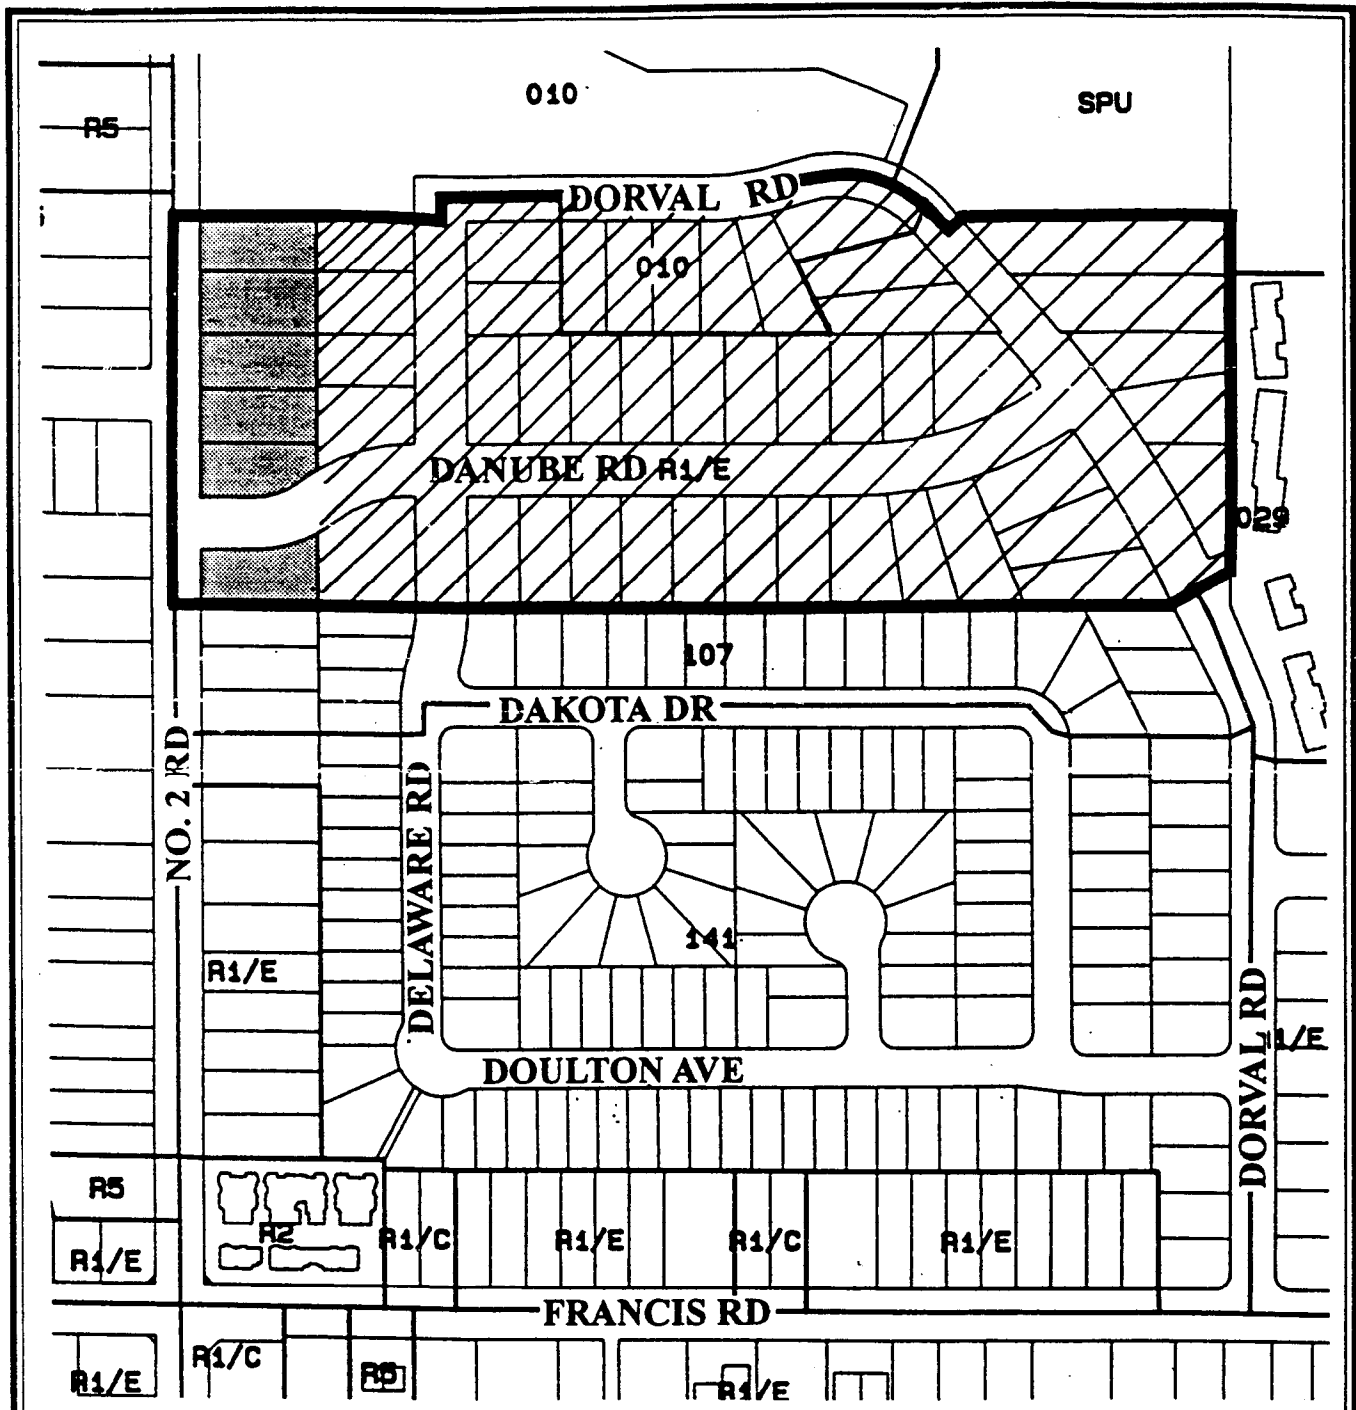 010
SPU
R5
DORVAL RD
010
DANUBE RD R1/E
029
107
DAKOTA DR
NO. 2 RD
DELAWARE RD
141
R1/E
DORVAL RD
1/E
DOULTON AVE
R5
R2
R1/C
R1/E
R1/C
R1/E
R1/E
FRANCIS RD
R1/C
R1/E
R1/E